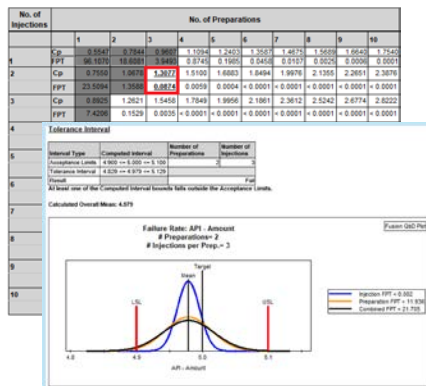 No. of Injections
No. of Preparations
1 2 3 4 5 6 7 8 9 10
1 Cp 0.5547 0.7844 0.9607 1.1094 1.2403 1.3587 1.4675 1.5689 1.6640 1.7540
FPT 96.1870 18.6081 3.9493 0.8745 0.1985 0.0458 0.0107 0.0025 0.0006 0.0001
2 Cp 0.7550 1.0678 1.3077 1.5100 1.6883 1.8494 1.9976 2.1355 2.2651 2.3876
FPT 23.5094 1.3588 0.0874 0.0059 0.0004 < 0.0001 < 0.0001 < 0.0001 < 0.0001 < 0.0001
3 Cp 0.8925 1.2621 1.5458 1.7849 1.9956 2.1861 2.3612 2.5242 2.6774 2.8222
FPT 7.4286 0.1529 0.0035 < 0.0001 < 0.0001 < 0.0001 < 0.0001 < 0.0001 < 0.0001 < 0.0001
4
5
6
7
8
9
10
Tolerance Interval
Interval Type Computed Interval Number of Preparations Number of Injections
Acceptance Limits 4.900 <= 5.000 <= 5.100 2 3
Tolerance Interval 4.829 <= 4.979 <= 5.129
Result Fail
At least one of the Computed Interval bounds falls outside the Acceptance Limits.
Calculated Overall Mean: 4.979
Failure Rate: API - Amount
# Preparations= 2
# Injections per Prep.= 3
Fusion QbD Plot
Target
Mean
LSL
USL
Injection FPT = 0.002
Preparation FPT = 11.936
Combined FPT = 21.705
4.8 4.9 5.0 5.1
API - Amount